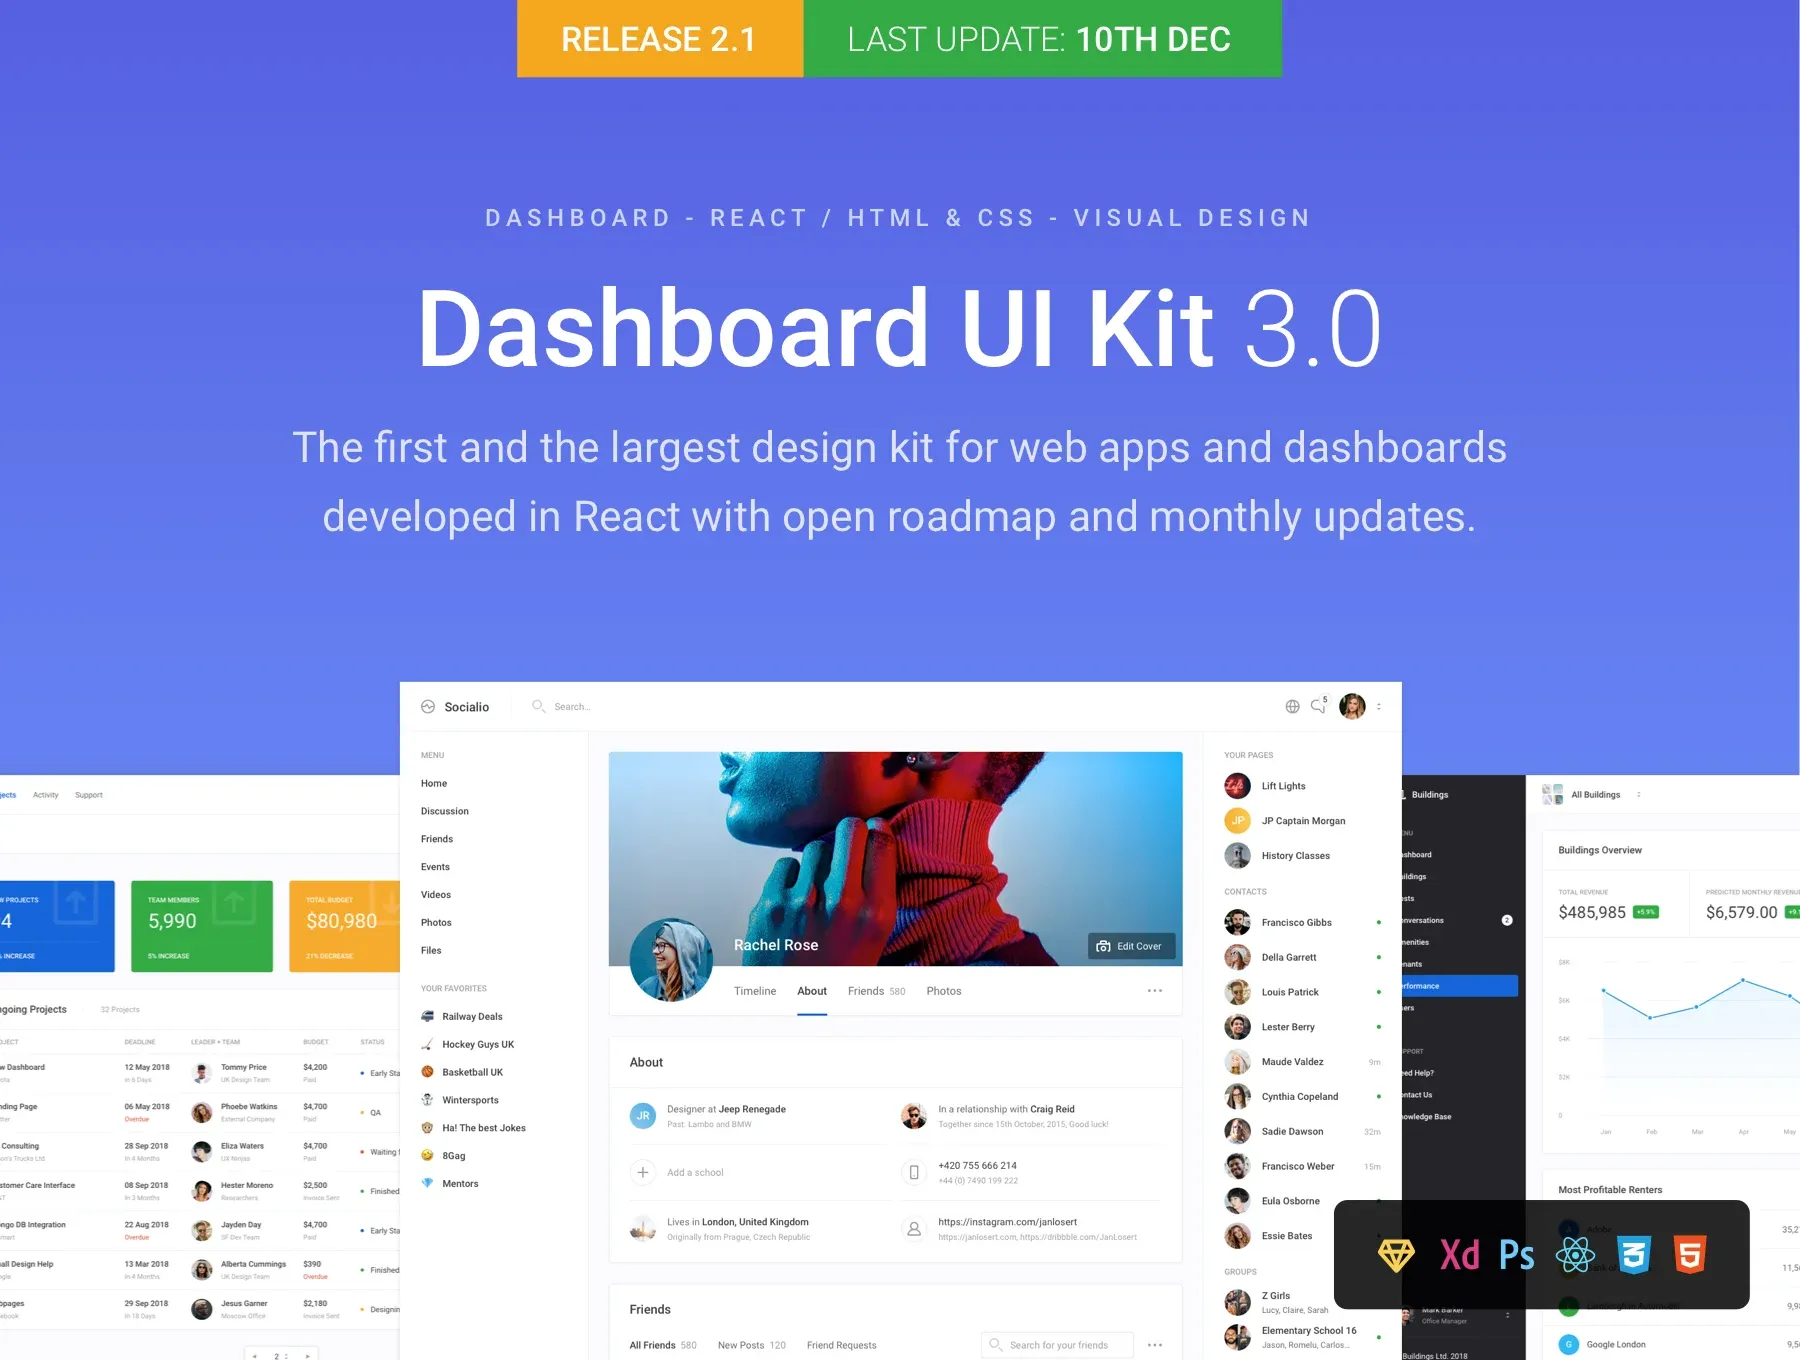 RELEASE 2.1
LAST UPDATE: 10TH DEC
DASHBOARD - REACT / HTML & CSS - VISUAL DESIGN
Dashboard UI Kit 3.0
The first and the largest design kit for web apps and dashboards
developed in React with open roadmap and monthly updates.
Activity Support
TEAM MEMBERS
5,990
5% INCREASE
TOTAL BUDGET
$80,980
21% DECREASE
INCREASE
Projects 32 Projects
DEADLINE LEADER + TEAM BUDGET STATUS
Dashboard 12 May 2018 Tommy Price $4,200
in 6 Days UK Design Team Paid
Page 06 May 2018 Phoebe Watkins $4,700 QA
Overdue External Company Paid
Consulting 28 Sep 2018 Eliza Waters $4,700 Waiting
In 4 Months UX Ninjas Paid
Care Interface 08 Sep 2018 Hester Moreno $2,500 Finished
In 3 Months Researchers Invoice Sent
DB Integration 22 Aug 2018 Jayden Day $4,700
Overdue SF Dev Team Paid
Design Help 13 Mar 2018 Alberta Cummings $390 Finished
In 4 Months UK Design Team Overdue
29 Sep 2018 Jesus Garner $2,180
In 18 Days Moscow Office Invoice Sent
2
Socialio
Search...
5
MENU
Home
Discussion
Friends
Events
Videos
Photos
Files
YOUR FAVORITES
Railway Deals
Hockey Guys UK
Basketball UK
Wintersports
Ha! The best Jokes
8Gag
Mentors
Rachel Rose
Edit Cover
Timeline About Friends 580 Photos
About
JR
Designer at Jeep Renegade
Past. Lambo and BMW
In a relationship with Craig Reid
Together since 15th October, 2015, Good luck!
Add a school
+420 755 666 214
+44 (0) 7490 199 222
Lives in London, United Kingdom
Originally from Prague, Czech Republic
https://instagram.com/janlosert
https://janlosert.com, https://dribbble.com/JanLosert
Friends
All Friends 580 New Posts 120 Friend Requests
Search for your friends
YOUR PAGES
Lift Lights
JP
JP Captain Morgan
History Classes
CONTACTS
Francisco Gibbs
Della Garrett
Louis Patrick
Lester Berry
Maude Valdez 9m
Cynthia Copeland
Sadie Dawson 32m
Francisco Weber 15m
Eula Osborne
Essie Bates
GROUPS
Z Girls
Lucy, Claire, Sarah
Elementary School 16
Jason, Romelu, Carlos...
Buildings
2
Need Help?
Contact Us
Knowledge Base
Mark Barker
Office Manager
Buildings Ltd. 2018
All Buildings
Buildings Overview
TOTAL REVENUE
$485,985 +5.9%
PREDICTED MONTHLY REVENUE
$6,579.00
$8K
$6K
$4K
$2K
0
Jan Feb Mar Apr May
Most Profitable Renters
Adobe
G Google London
Xd Ps 3 5